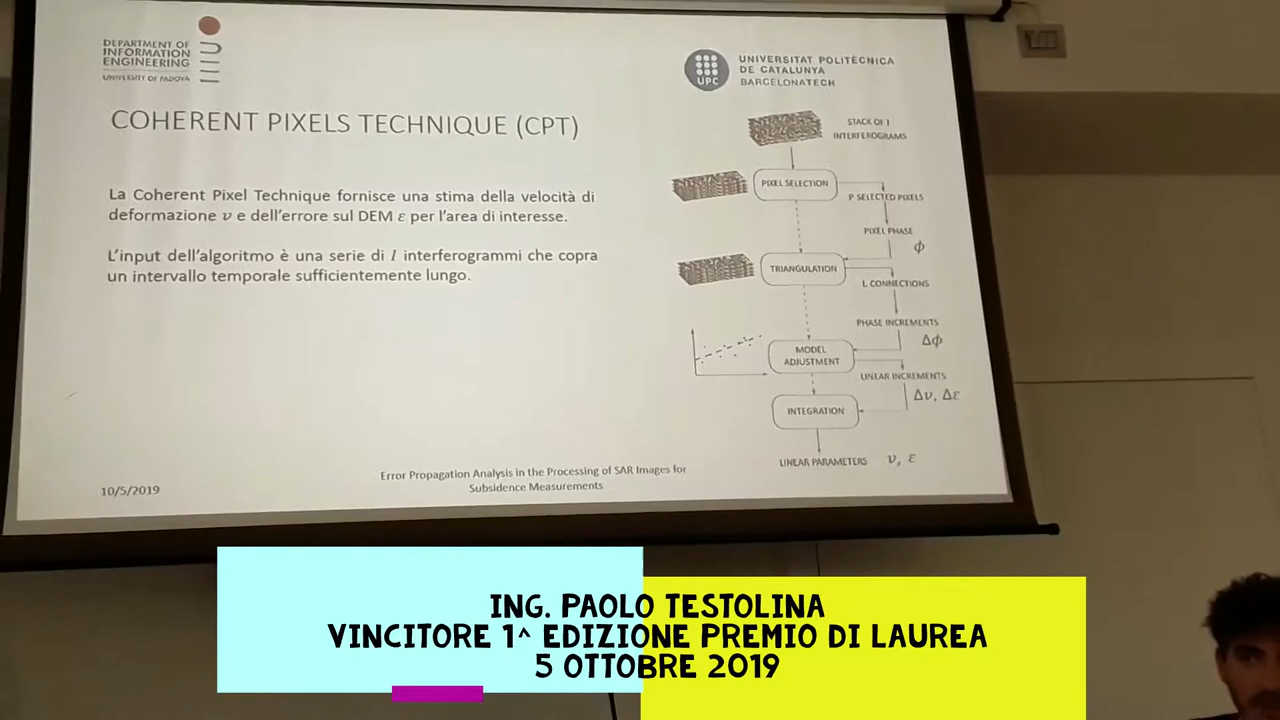 DEPARTMENT OF
INFORMATION
ENGINEERING
UNIVERSITY OF PADOVA
UPC
UNIVERSITAT POLITÈCNICA
DE CATALUNYA
BARCELONATECH
COHERENT PIXELS TECHNIQUE (CPT)
La Coherent Pixel Technique fornisce una stima della velocità di
deformazione ν e dell'errore sul DEM ε per l'area di interesse.
L'input dell'algoritmo è una serie di I interferogrammi che copra
un intervallo temporale sufficientemente lungo.
STACK OF I
INTERFEROGRAMS
PIXEL SELECTION
P SELECTED PIXELS
PIXEL PHASE
ϕ
TRIANGULATION
L CONNECTIONS
PHASE INCREMENTS
Δϕ
MODEL
ADJUSTMENT
LINEAR INCREMENTS
Δν, Δε
INTEGRATION
LINEAR PARAMETERS ν, ε
Error Propagation Analysis in the Processing of SAR Images for
Subsidence Measurements
10/5/2019
ING. PAOLO TESTOLINA
VINCITORE 1^ EDIZIONE PREMIO DI LAUREA
5 OTTOBRE 2019